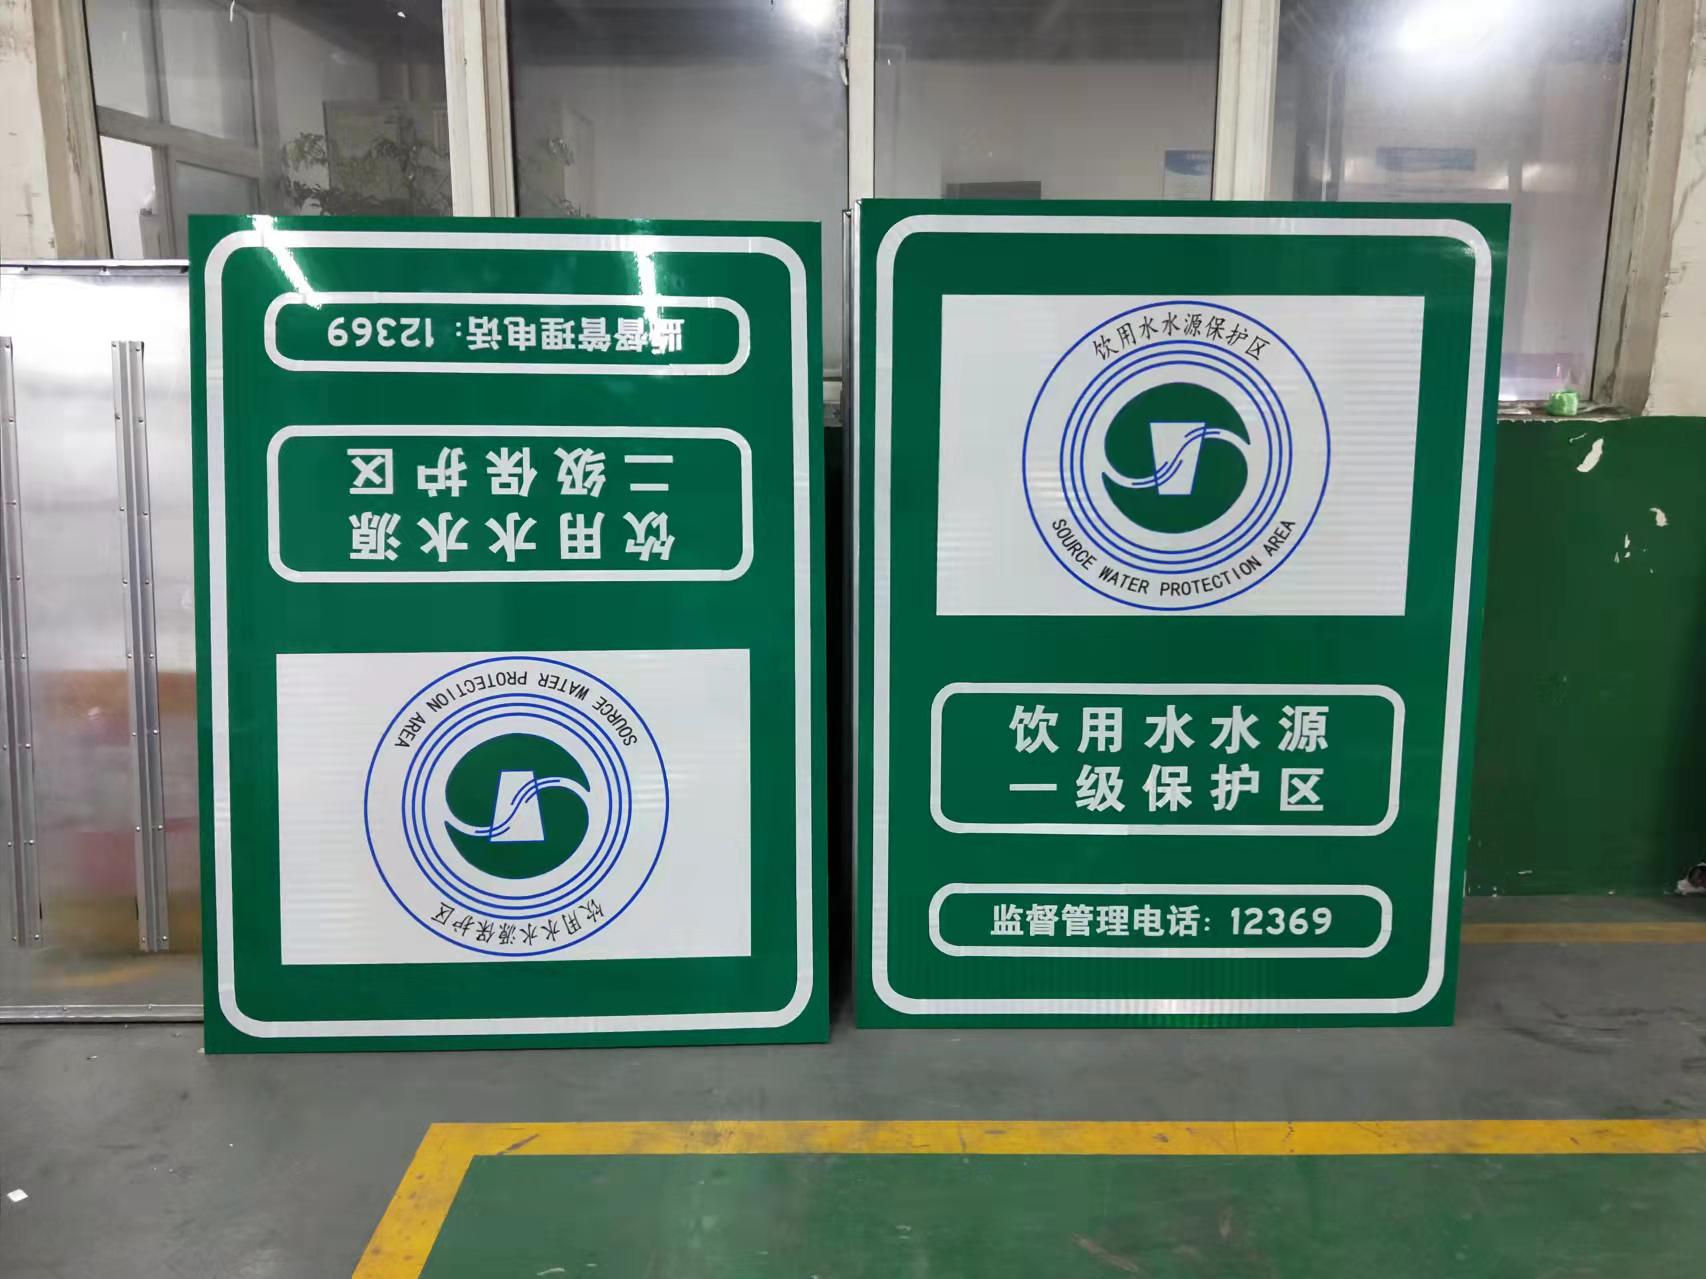 监督管理电话：12369
饮用水水源
二级保护区
SOURCE WATER PROTECTION AREA
饮用水水源保护区
饮用水水源保护区
SOURCE WATER PROTECTION AREA
饮用水水源
一级保护区
监督管理电话：12369